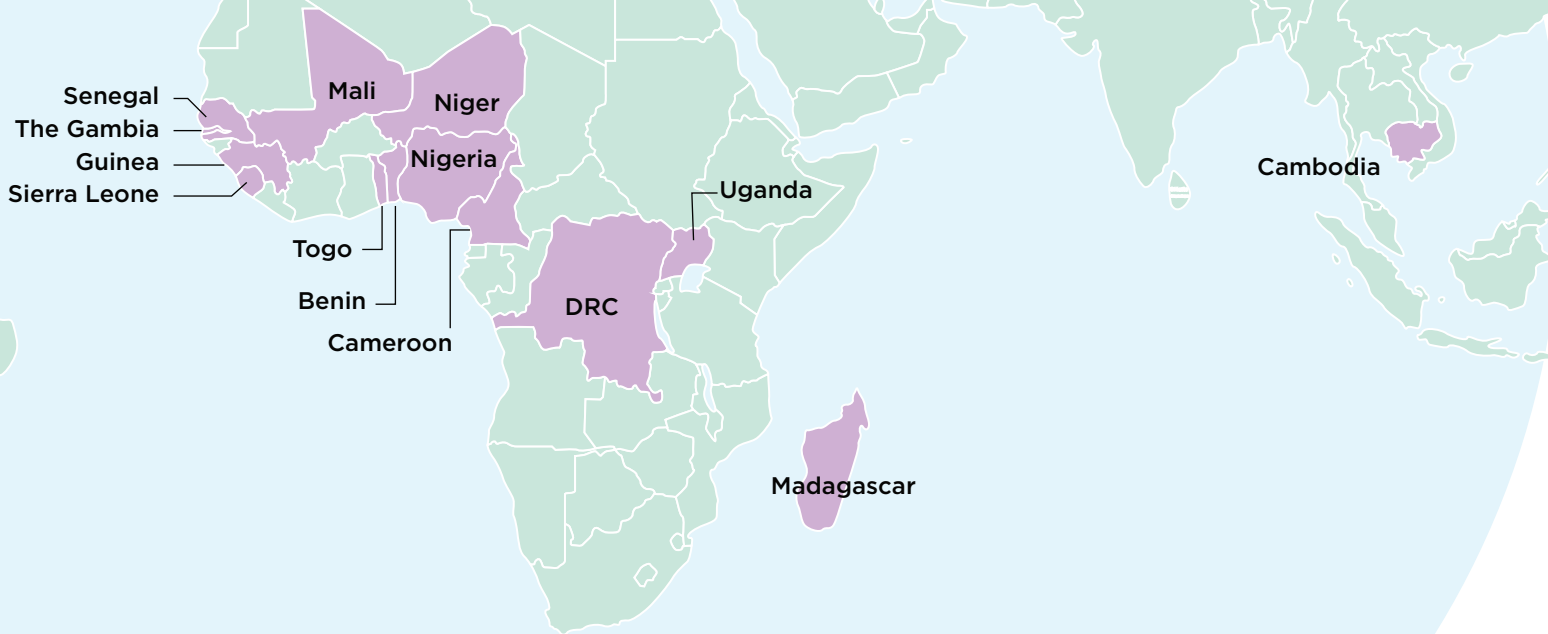 Senegal
The Gambia
Guinea
Sierra Leone
Mali
Niger
Nigeria
Togo
Benin
Cameroon
DRC
Uganda
Madagascar
Cambodia